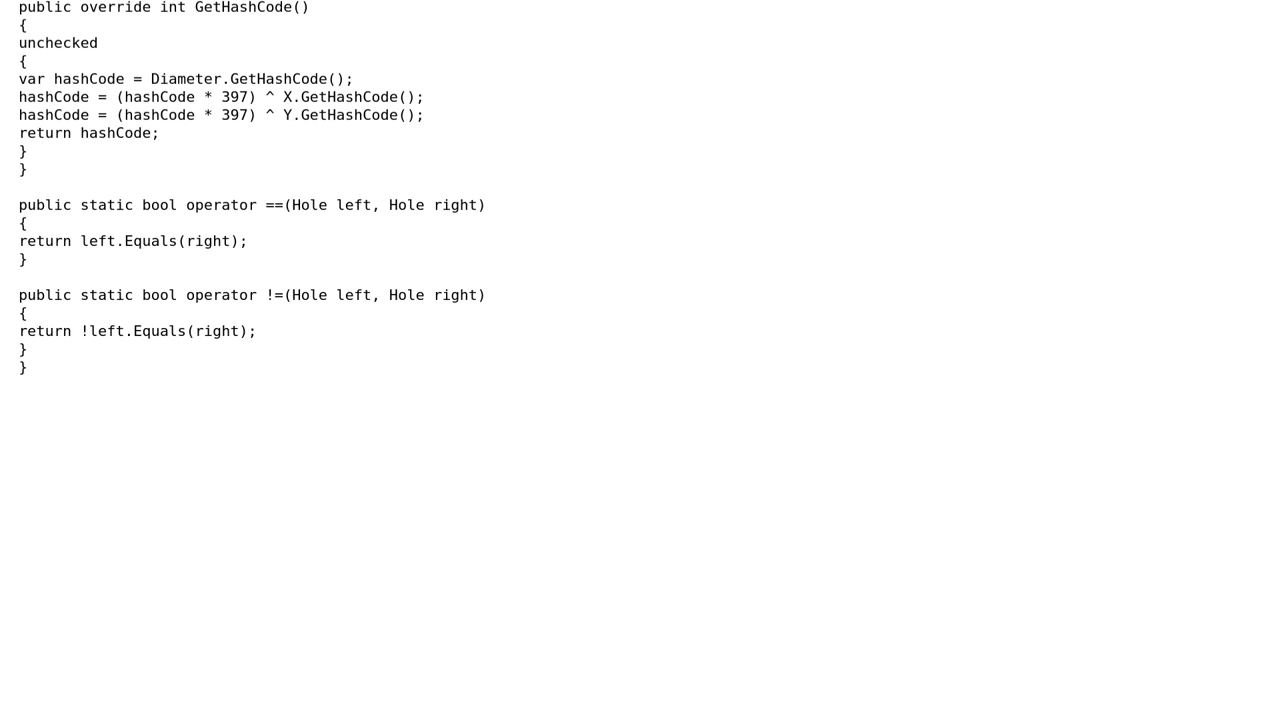 public override int GetHashCode()
{
unchecked
{
var hashCode = Diameter.GetHashCode();
hashCode = (hashCode * 397) ^ X.GetHashCode();
hashCode = (hashCode * 397) ^ Y.GetHashCode();
return hashCode;
}
}

public static bool operator ==(Hole left, Hole right)
{
return left.Equals(right);
}

public static bool operator !=(Hole left, Hole right)
{
return !left.Equals(right);
}
}